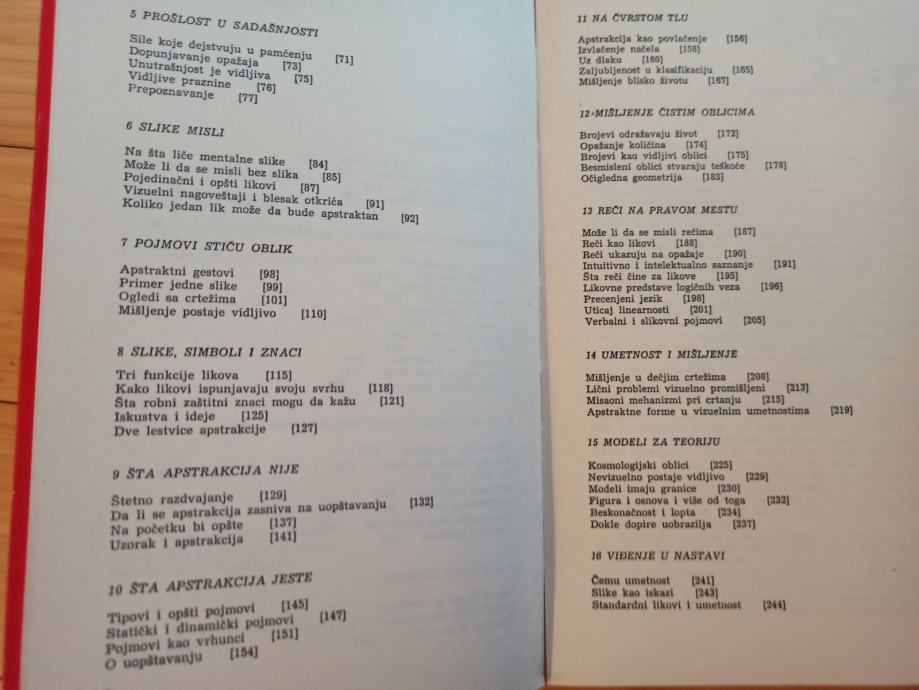 5 PROŠLOST U SADAŠNJOSTI
Sile koje dejstvuju u pamćenju [71]
Dopunjavanje opažaja [73]
Unutrašnjost je vidljiva [75]
Vidljive praznine [76]
Prepoznavanje [77]
6 SLIKE MISLI
Na šta liče mentalne slike [84]
Može li da se misli bez slika [85]
Pojedinačni i opšti likovi [87]
Vizuelni nagoveštaji i blesak otkrića [91]
Koliko jedan lik može da bude apstraktan [92]
7 POJMOVI STIČU OBLIK
Apstraktni gestovi [98]
Primer jedne slike [99]
Ogledi sa crtežima [101]
Mišljenje postaje vidljivo [110]
8 SLIKE, SIMBOLI I ZNACI
Tri funkcije likova [115]
Kako likovi ispunjavaju svoju svrhu [118]
Šta robni zaštitni znaci mogu da kažu [121]
Iskustva i ideje [125]
Dve lestvice apstrakcije [127]
9 ŠTA APSTRAKCIJA NIJE
Štetno razdvajanje [129]
Da li se apstrakcija zasniva na uopštavanju [132]
Na početku bi opšte [137]
Uzorak i apstrakcija [141]
10 ŠTA APSTRAKCIJA JESTE
Tipovi i opšti pojmovi [145]
Statički i dinamički pojmovi [147]
Pojmovi kao vrhunci [151]
O uopštavanju [154]
11 NA ČVRSTOM TLU
Apstrakcija kao povlačenje [156]
Izvlačenje načela [158]
Uz dlaku [160]
Zaljubljenost u klasifikaciju [165]
Mišljenje blisko životu [167]
12 MIŠLJENJE ČISTIM OBLICIMA
Brojevi odražavaju život [172]
Opažanje količina [174]
Brojevi kao vidljivi oblici [175]
Besmisleni oblici stvaraju teškoće [178]
Očigledna geometrija [183]
13 REČI NA PRAVOM MESTU
Može li da se misli rečima [187]
Reči kao likovi [188]
Reči ukazuju na opažaje [190]
Intuitivno i intelektualno saznanje [191]
Šta reči čine za likove [195]
Likovne predstave logičnih veza [196]
Precenjeni jezik [198]
Uticaj linearnosti [201]
Verbalni i slikovni pojmovi [205]
14 UMETNOST I MIŠLJENJE
Mišljenje u dečjim crtežima [208]
Lični problemi vizuelno promišljeni [213]
Misaoni mehanizmi pri crtanju [215]
Apstraktne forme u vizuelnim umetnostima [219]
15 MODELI ZA TEORIJU
Kosmologijski oblici [225]
Nevizuelno postaje vidljivo [229]
Modeli imaju granice [230]
Figura i osnova i više od toga [232]
Beskonačnost i lopta [234]
Dokle dopire uobrazilja [237]
16 VIĐENJE U NASTAVI
Čemu umetnost [241]
Slike kao iskazi [243]
Standardni likovi i umetnost [244]